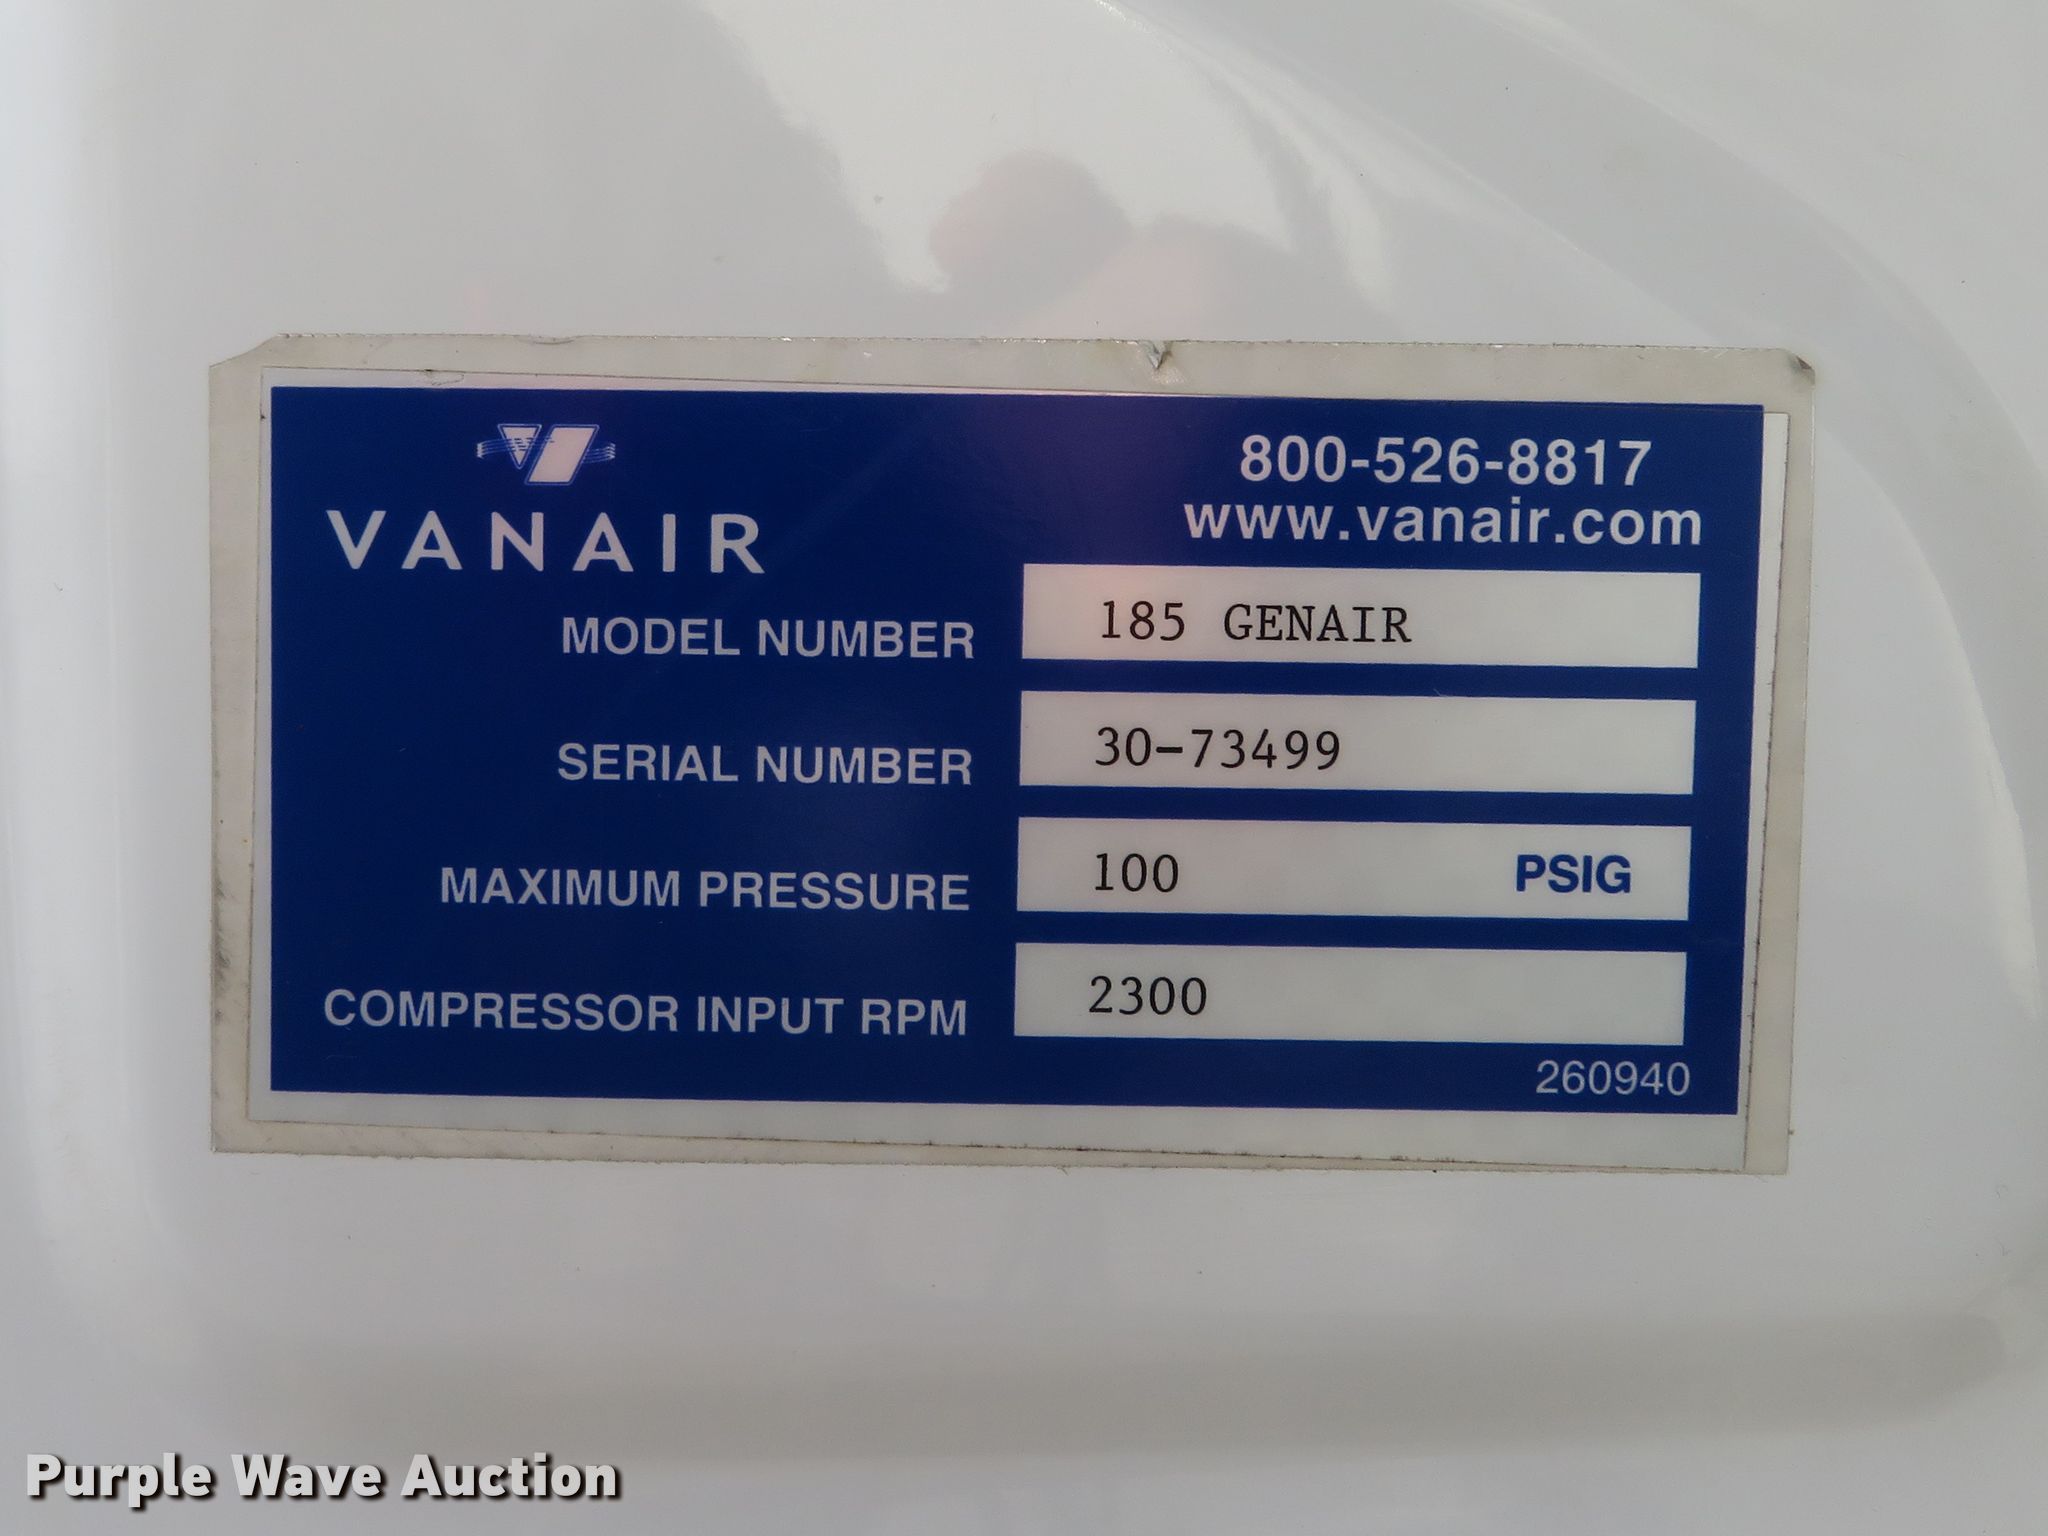 VANAIR
800-526-8817
www.vanair.com
MODEL NUMBER 185 GENAIR
SERIAL NUMBER 30-73499
MAXIMUM PRESSURE 100 PSIG
COMPRESSOR INPUT RPM 2300
260940
Purple Wave Auction